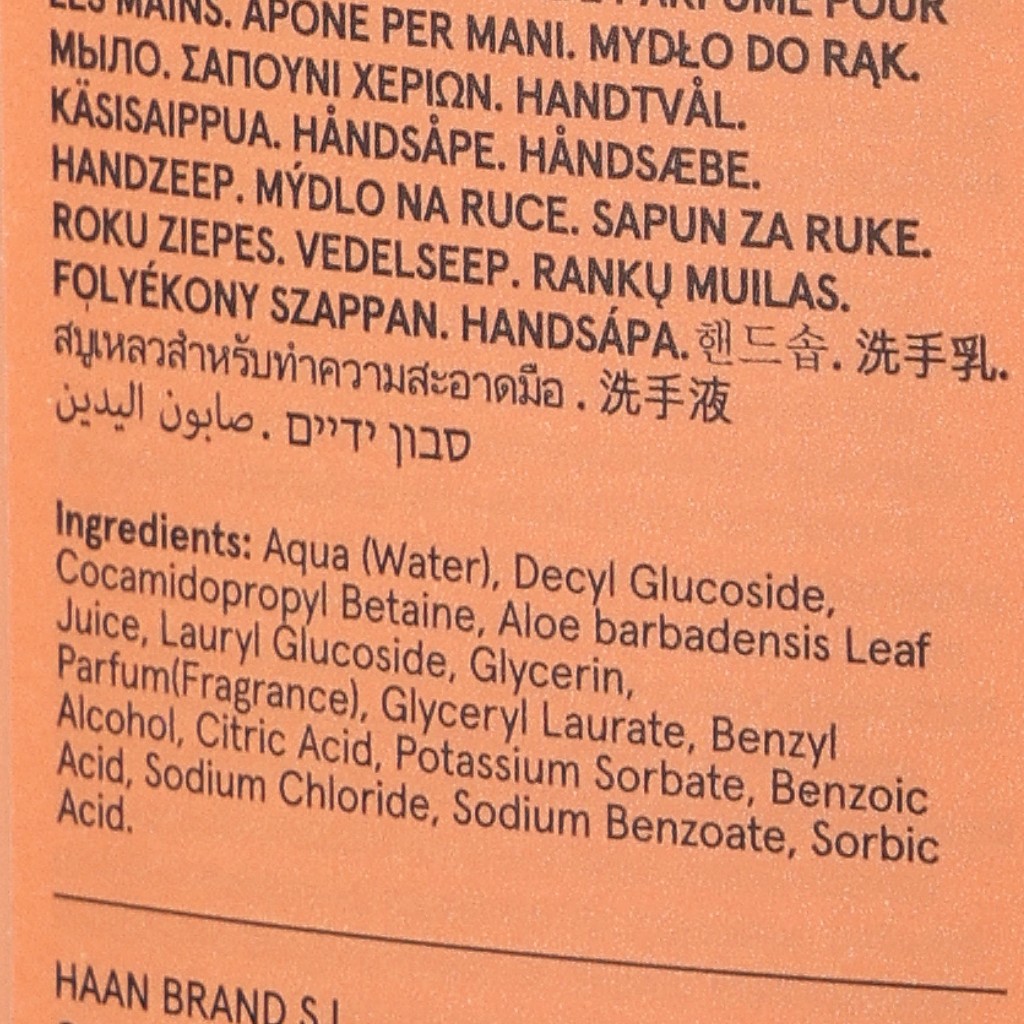 LES MAINS. APONE PER MANI. MYDŁO DO RĄK.
МЫЛО. ΣΑΠΟΥΝΙ ΧΕΡΙΩΝ. HANDTVÅL.
KÄSISAIPPUA. HÅNDSÅPE. HÅNDSÆBE.
HANDZEEP. MÝDLO NA RUCE. SAPUN ZA RUKE.
ROKU ZIEPES. VEDELSEEP. RANKŲ MUILAS.
FOLYÉKONY SZAPPAN. HANDSÁPA. 핸드솝. 洗手乳.
สบู่เหลวสำหรับทำความสะอาดมือ . 洗手液
صابون اليدين . סבון ידיים
Ingredients: Aqua (Water), Decyl Glucoside,
Cocamidopropyl Betaine, Aloe barbadensis Leaf
Juice, Lauryl Glucoside, Glycerin,
Parfum(Fragrance), Glyceryl Laurate, Benzyl
Alcohol, Citric Acid, Potassium Sorbate, Benzoic
Acid, Sodium Chloride, Sodium Benzoate, Sorbic
Acid.
HAAN BRAND S.L